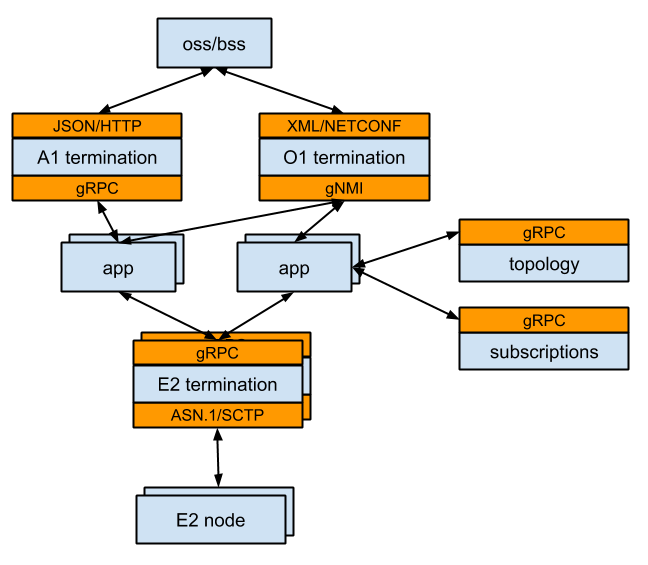 oss/bss
JSON/HTTP
A1 termination
gRPC
XML/NETCONF
O1 termination
gNMI
app
app
gRPC
topology
gRPC
subscriptions
gRPC
E2 termination
ASN.1/SCTP
E2 node